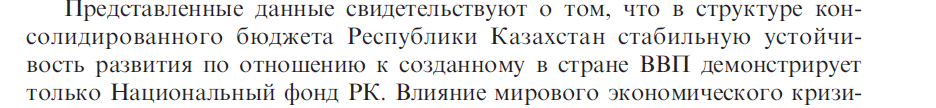 Представленные данные свидетельствуют о том, что в структуре кон-
солидированного бюджета Республики Казахстан стабильную устойчи-
вость развития по отношению к созданному в стране ВВП демонстрирует
только Национальный фонд РК. Влияние мирового экономического кризи-